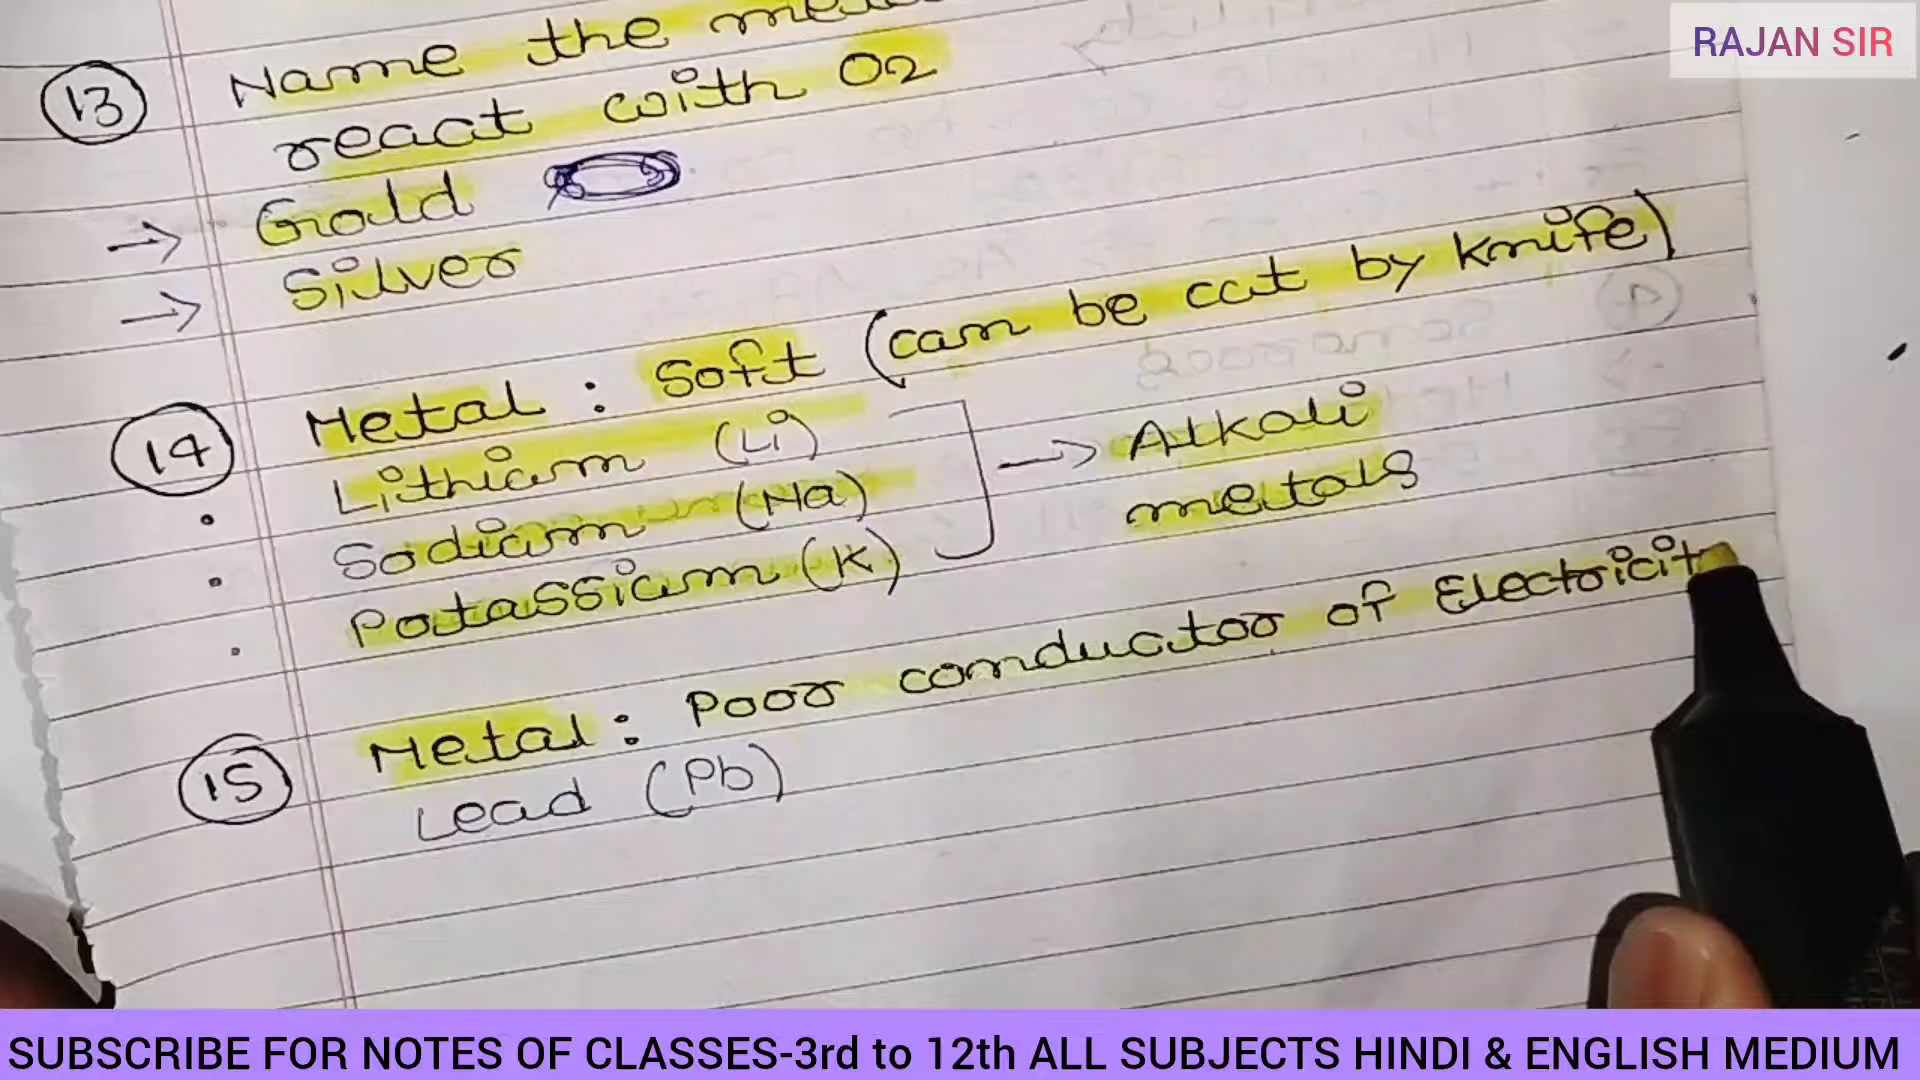 RAJAN SIR
13 Name the
react with O2
→ Gold
→ Silver
14 Metal : Soft (can be cut by knife)
• Lithium (Li)
• Sodium (Na)
• Potassium (K)
→ Alkali
metals
15 Metal : Poor conductor of Electricit
Lead (Pb)
SUBSCRIBE FOR NOTES OF CLASSES-3rd to 12th ALL SUBJECTS HINDI & ENGLISH MEDIUM